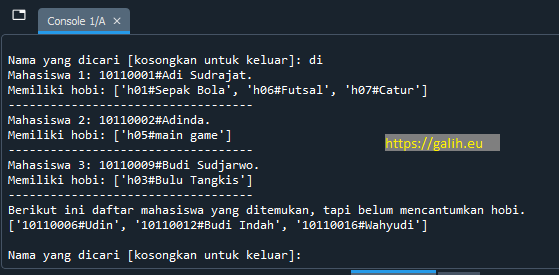 Console 1/A ×
Nama yang dicari [kosongkan untuk keluar]: di
Mahasiswa 1: 10110001#Adi Sudrajat.
Memiliki hobi: ['h01#Sepak Bola', 'h06#Futsal', 'h07#Catur']
-----------------------------------
Mahasiswa 2: 10110002#Adinda.
Memiliki hobi: ['h05#main game']
-----------------------------------
https://galih.eu
Mahasiswa 3: 10110009#Budi Sudjarwo.
Memiliki hobi: ['h03#Bulu Tangkis']
-----------------------------------
Berikut ini daftar mahasiswa yang ditemukan, tapi belum mencantumkan hobi.
['10110006#Udin', '10110012#Budi Indah', '10110016#Wahyudi']
Nama yang dicari [kosongkan untuk keluar]: